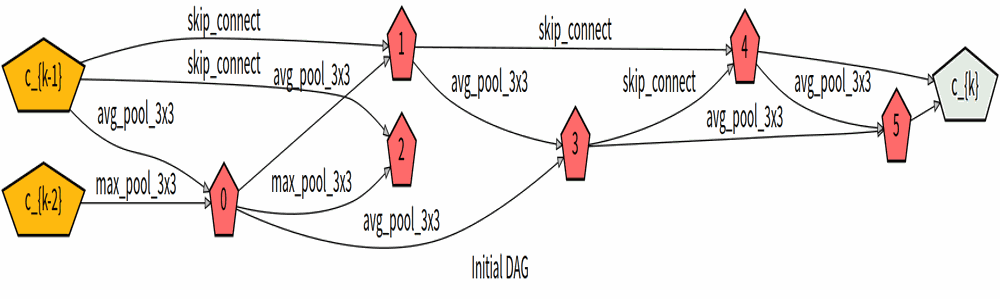 skip_connect
skip_connect
c_{k-1}
skip_connect
avg_pool_3x3
1
4
avg_pool_3x3
skip_connect
avg_pool_3x3
c_{k}
avg_pool_3x3
avg_pool_3x3
5
2
3
max_pool_3x3
max_pool_3x3
c_{k-2}
0
avg_pool_3x3
Initial DAG